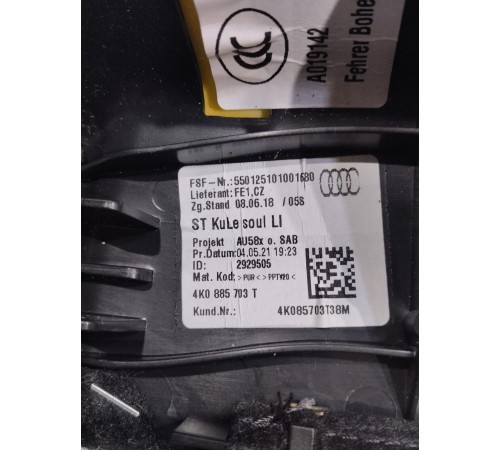 A019142
Fehrer Bohe
FSF-Nr.:550125101001680
Lieferant:FE1,CZ
Zg.Stand 08.06.18 /05S
ST KuLe soul LI
Projekt AU58x o. SAB
Pr.Datum:04.05.21 19:23
ID: 2929505
Mat. Kod: >PUR<>PPTV20<
4K0 885 703 T
Kund.Nr.: 4K085703T38M